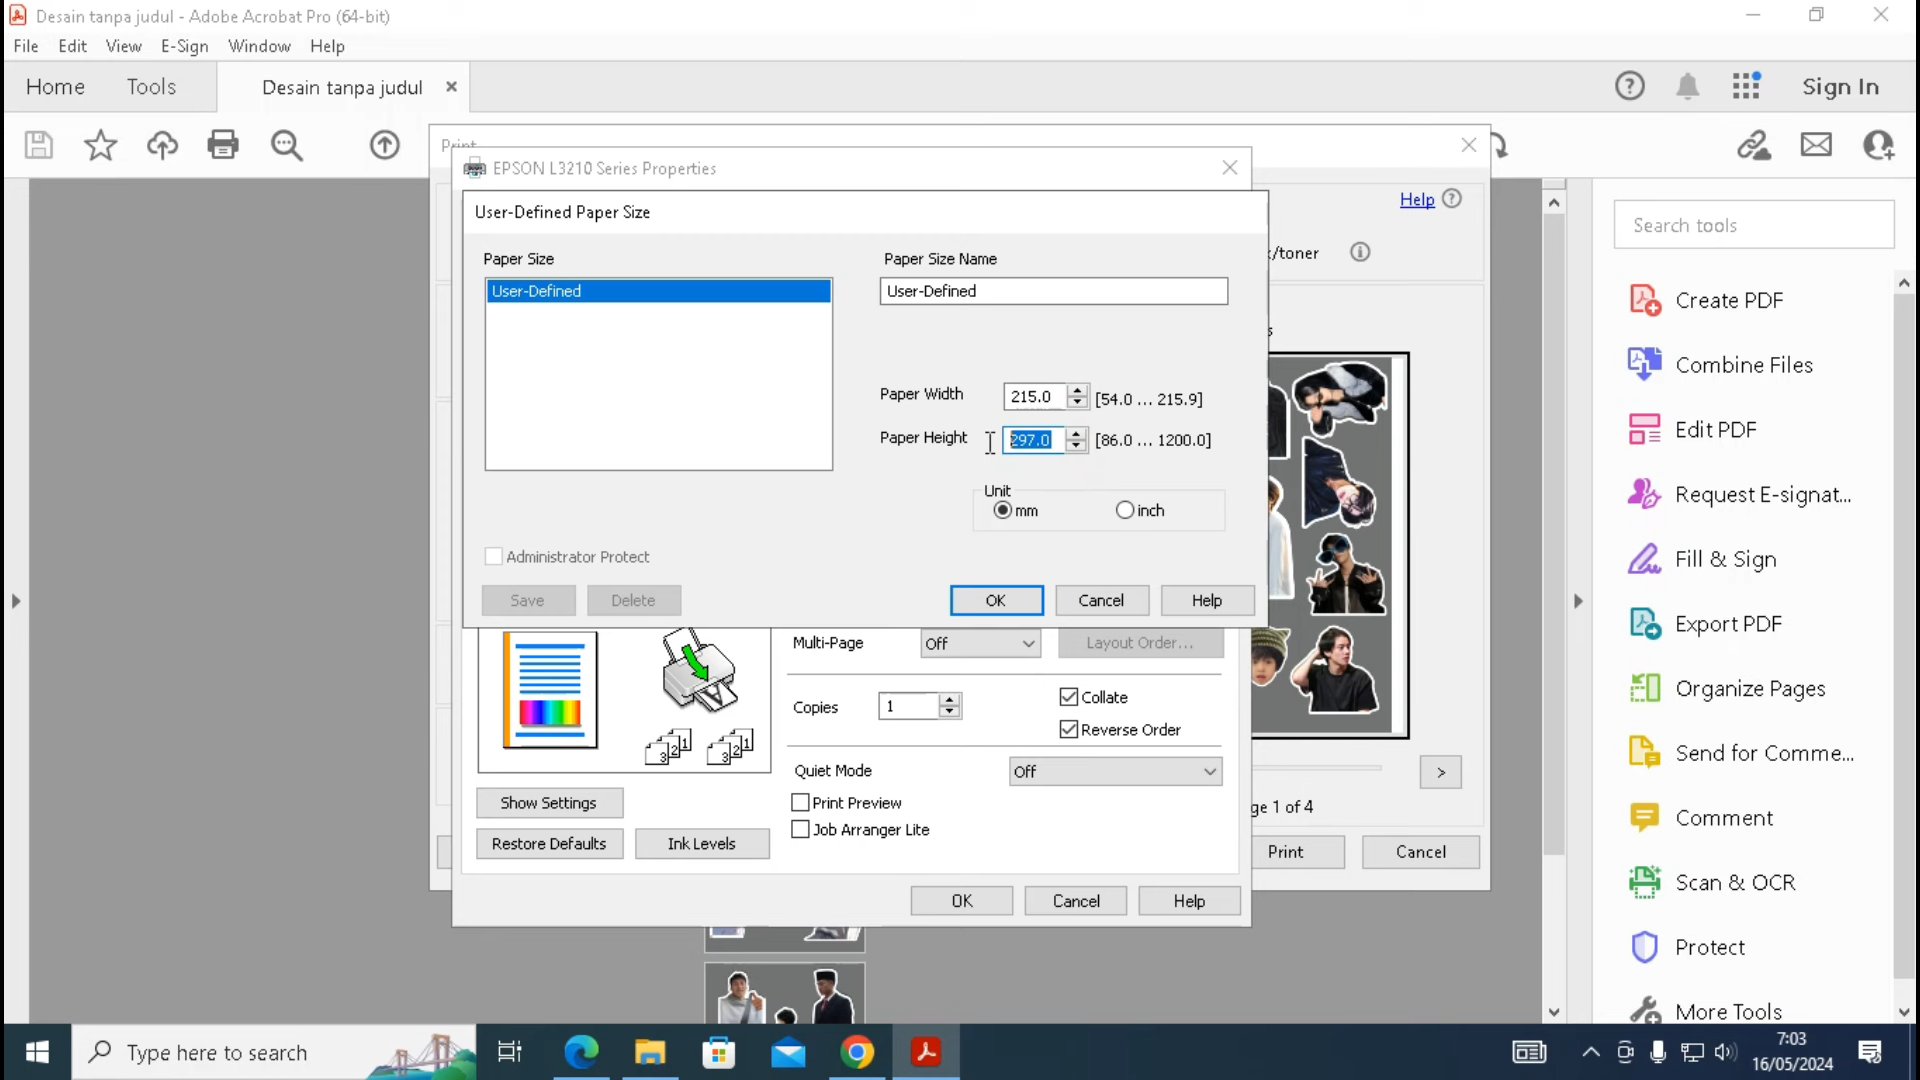 Desain tanpa judul - Adobe Acrobat Pro (64-bit)
File Edit View E-Sign Window Help
Home Tools Desain tanpa judul Sign In
EPSON L3210 Series Properties
User-Defined Paper Size
Help
Paper Size
Paper Size Name
/toner
Search tools
User-Defined
User-Defined
Create PDF
Combine Files
Edit PDF
Request E-signat...
Fill & Sign
Export PDF
Organize Pages
Send for Comme...
Comment
Scan & OCR
Protect
More Tools
Paper Width 215.0 [54.0 ... 215.9]
Paper Height 297.0 [86.0 ... 1200.0]
Unit
mm inch
Administrator Protect
Save Delete OK Cancel Help
Multi-Page Off Layout Order...
Copies 1 Collate
Reverse Order
Quiet Mode Off
Print Preview
Job Arranger Lite
Show Settings
Restore Defaults Ink Levels
OK Cancel Help
>
ge 1 of 4
Print Cancel
Type here to search
7:03
16/05/2024